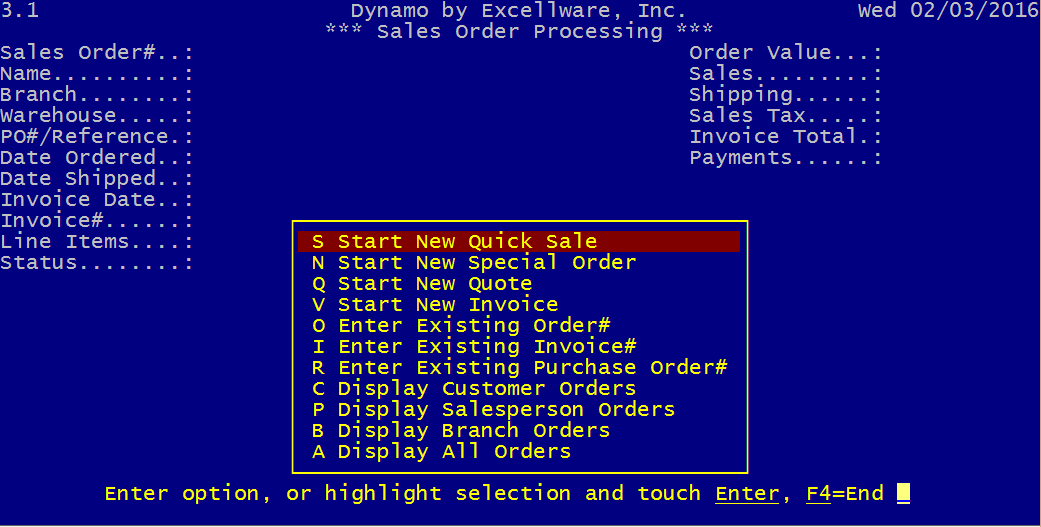 3.1 Dynamo by Excellware, Inc. Wed 02/03/2016
*** Sales Order Processing ***
Sales Order#..: Order Value...:
Name..........: Sales.........:
Branch........: Shipping......:
Warehouse.....: Sales Tax.....:
PO#/Reference.: Invoice Total.:
Date Ordered..: Payments......:
Date Shipped..:
Invoice Date..:
Invoice#......:
Line Items....:
Status........:
S Start New Quick Sale
N Start New Special Order
Q Start New Quote
V Start New Invoice
O Enter Existing Order#
I Enter Existing Invoice#
R Enter Existing Purchase Order#
C Display Customer Orders
P Display Salesperson Orders
B Display Branch Orders
A Display All Orders
Enter option, or highlight selection and touch Enter, F4=End